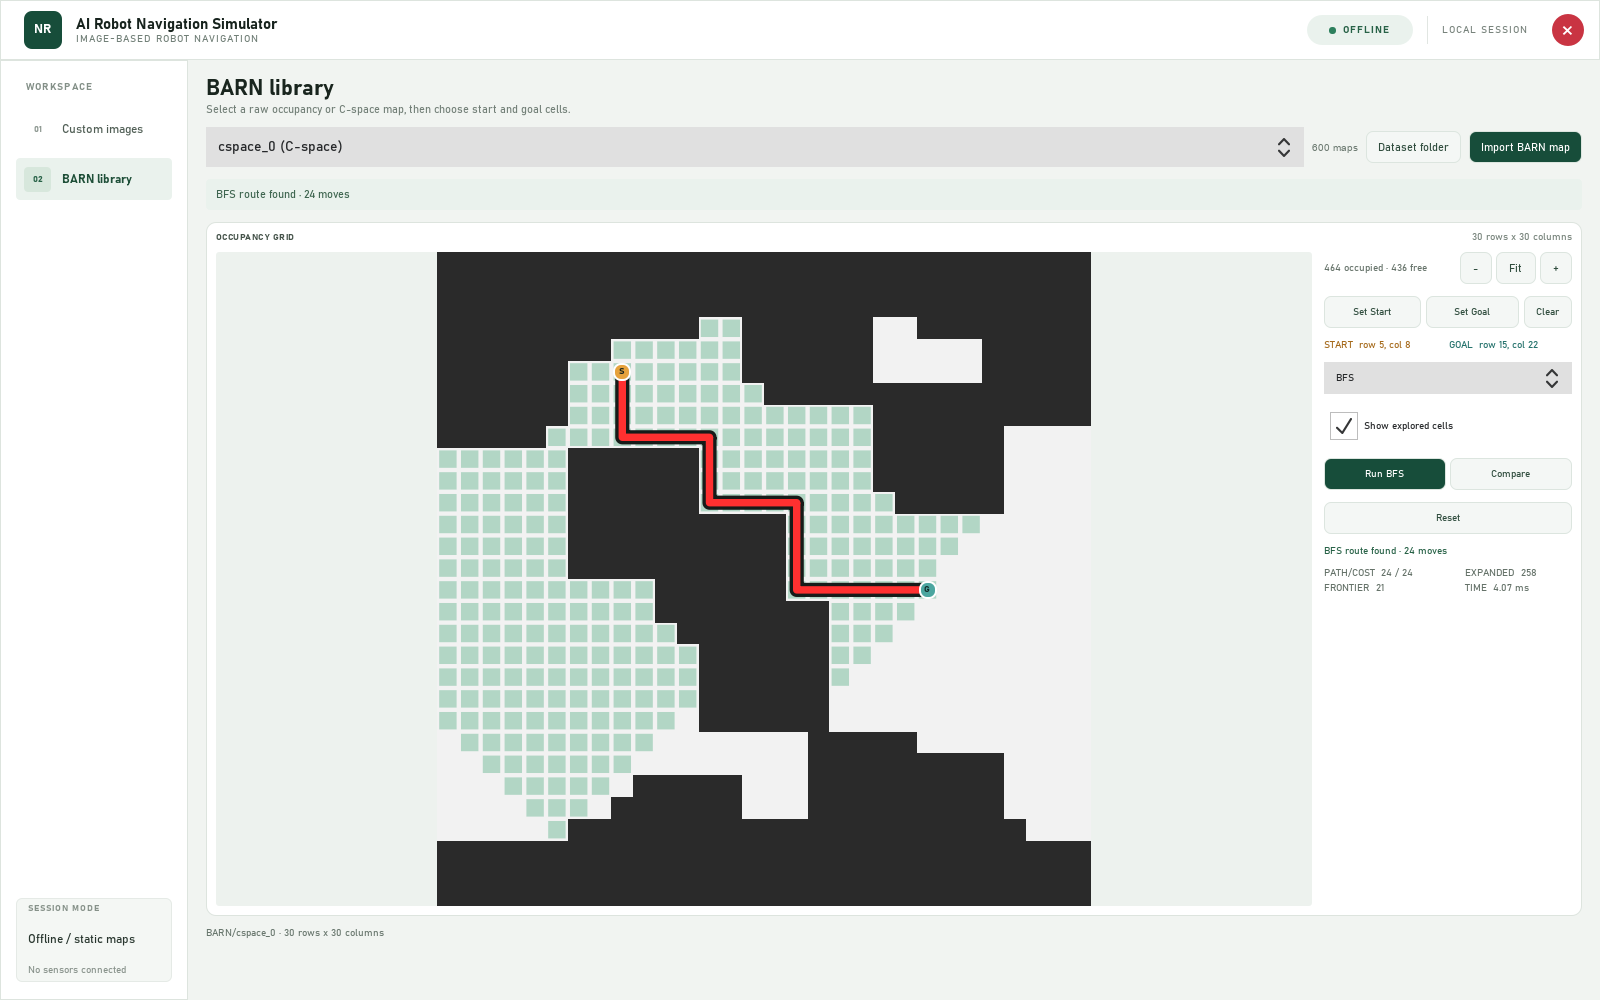 NR
AI Robot Navigation Simulator
IMAGE-BASED ROBOT NAVIGATION
OFFLINE
LOCAL SESSION
WORKSPACE
01 Custom images
02 BARN library
BARN library
Select a raw occupancy or C-space map, then choose start and goal cells.
cspace_0 (C-space)
600 maps
Dataset folder
Import BARN map
BFS route found · 24 moves
OCCUPANCY GRID
30 rows x 30 columns
S
G
464 occupied · 436 free
-
Fit
+
Set Start
Set Goal
Clear
START row 5, col 8
GOAL row 15, col 22
BFS
Show explored cells
Run BFS
Compare
Reset
BFS route found · 24 moves
PATH/COST 24 / 24
EXPANDED 258
FRONTIER 21
TIME 4.07 ms
SESSION MODE
Offline / static maps
No sensors connected
BARN/cspace_0 · 30 rows x 30 columns